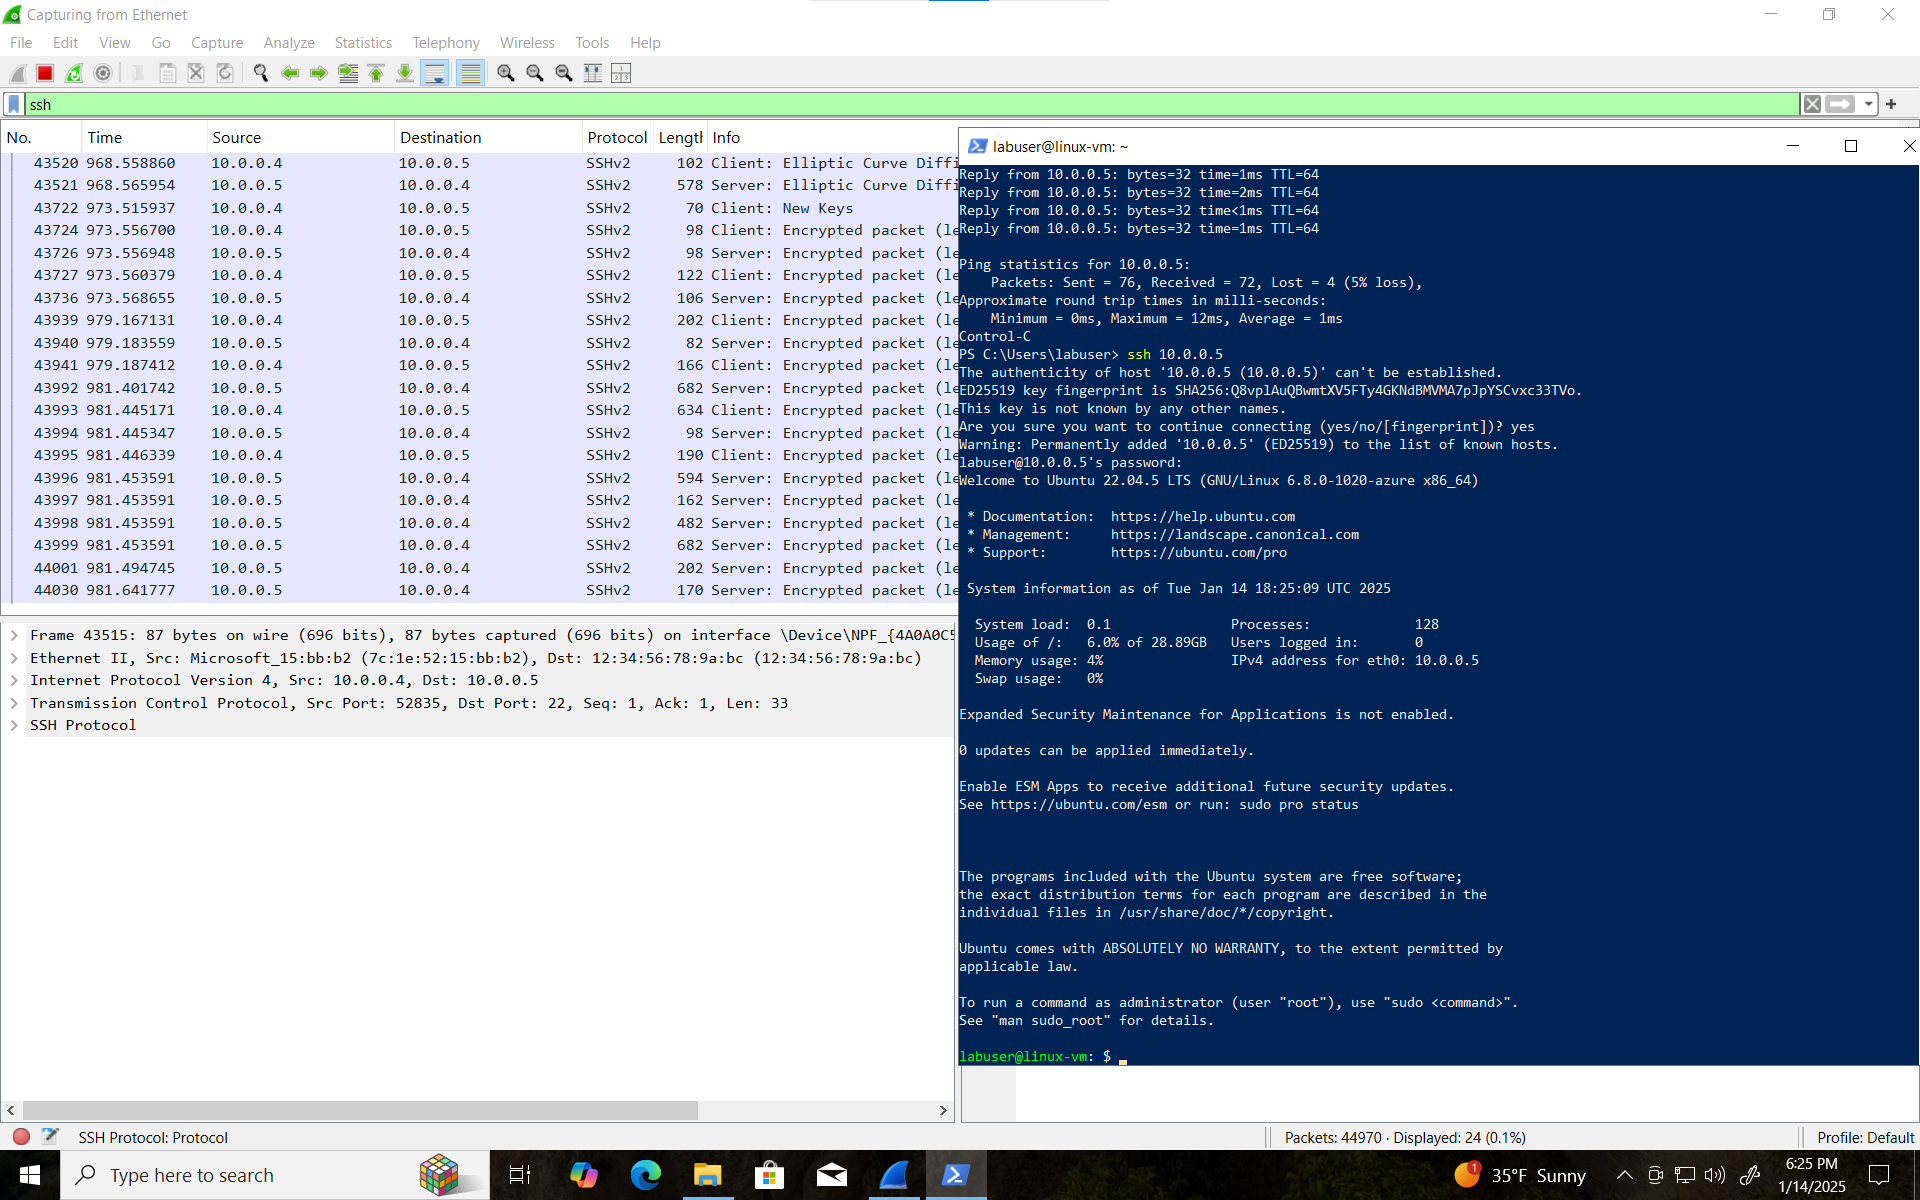 Capturing from Ethernet
File Edit View Go Capture Analyze Statistics Telephony Wireless Tools Help
ssh
No. Time Source Destination Protocol Length Info
43520 968.558860 10.0.0.4 10.0.0.5 SSHv2 102 Client: Elliptic Curve Diffi
43521 968.565954 10.0.0.5 10.0.0.4 SSHv2 578 Server: Elliptic Curve Diffi
43722 973.515937 10.0.0.4 10.0.0.5 SSHv2 70 Client: New Keys
43724 973.556700 10.0.0.4 10.0.0.5 SSHv2 98 Client: Encrypted packet (le
43726 973.556948 10.0.0.5 10.0.0.4 SSHv2 98 Server: Encrypted packet (le
43727 973.560379 10.0.0.4 10.0.0.5 SSHv2 122 Client: Encrypted packet (le
43736 973.568655 10.0.0.5 10.0.0.4 SSHv2 106 Server: Encrypted packet (le
43939 979.167131 10.0.0.4 10.0.0.5 SSHv2 202 Client: Encrypted packet (le
43940 979.183559 10.0.0.5 10.0.0.4 SSHv2 82 Server: Encrypted packet (le
43941 979.187412 10.0.0.4 10.0.0.5 SSHv2 166 Client: Encrypted packet (le
43992 981.401742 10.0.0.5 10.0.0.4 SSHv2 682 Server: Encrypted packet (le
43993 981.445171 10.0.0.4 10.0.0.5 SSHv2 634 Client: Encrypted packet (le
43994 981.445347 10.0.0.5 10.0.0.4 SSHv2 98 Server: Encrypted packet (le
43995 981.446339 10.0.0.4 10.0.0.5 SSHv2 190 Client: Encrypted packet (le
43996 981.453591 10.0.0.5 10.0.0.4 SSHv2 594 Server: Encrypted packet (le
43997 981.453591 10.0.0.5 10.0.0.4 SSHv2 162 Server: Encrypted packet (le
43998 981.453591 10.0.0.5 10.0.0.4 SSHv2 482 Server: Encrypted packet (le
43999 981.453591 10.0.0.5 10.0.0.4 SSHv2 682 Server: Encrypted packet (le
44001 981.494745 10.0.0.5 10.0.0.4 SSHv2 202 Server: Encrypted packet (le
44030 981.641777 10.0.0.5 10.0.0.4 SSHv2 170 Server: Encrypted packet (le
Frame 43515: 87 bytes on wire (696 bits), 87 bytes captured (696 bits) on interface \Device\NPF_{4A0A0C5
Ethernet II, Src: Microsoft_15:bb:b2 (7c:1e:52:15:bb:b2), Dst: 12:34:56:78:9a:bc (12:34:56:78:9a:bc)
Internet Protocol Version 4, Src: 10.0.0.4, Dst: 10.0.0.5
Transmission Control Protocol, Src Port: 52835, Dst Port: 22, Seq: 1, Ack: 1, Len: 33
SSH Protocol
labuser@linux-vm: ~
Reply from 10.0.0.5: bytes=32 time=1ms TTL=64
Reply from 10.0.0.5: bytes=32 time=2ms TTL=64
Reply from 10.0.0.5: bytes=32 time<1ms TTL=64
Reply from 10.0.0.5: bytes=32 time=1ms TTL=64
Ping statistics for 10.0.0.5:
Packets: Sent = 76, Received = 72, Lost = 4 (5% loss),
Approximate round trip times in milli-seconds:
Minimum = 0ms, Maximum = 12ms, Average = 1ms
Control-C
PS C:\Users\labuser> ssh 10.0.0.5
The authenticity of host '10.0.0.5 (10.0.0.5)' can't be established.
ED25519 key fingerprint is SHA256:Q8vplAuQBwmtXV5FTy4GKNdBMVMA7pJpYSCvxc33TVo.
This key is not known by any other names.
Are you sure you want to continue connecting (yes/no/[fingerprint])? yes
Warning: Permanently added '10.0.0.5' (ED25519) to the list of known hosts.
labuser@10.0.0.5's password:
Welcome to Ubuntu 22.04.5 LTS (GNU/Linux 6.8.0-1020-azure x86_64)
* Documentation: https://help.ubuntu.com
* Management: https://landscape.canonical.com
* Support: https://ubuntu.com/pro
System information as of Tue Jan 14 18:25:09 UTC 2025
System load: 0.1 Processes: 128
Usage of /: 6.0% of 28.89GB Users logged in: 0
Memory usage: 4% IPv4 address for eth0: 10.0.0.5
Swap usage: 0%
Expanded Security Maintenance for Applications is not enabled.
0 updates can be applied immediately.
Enable ESM Apps to receive additional future security updates.
See https://ubuntu.com/esm or run: sudo pro status
The programs included with the Ubuntu system are free software;
the exact distribution terms for each program are described in the
individual files in /usr/share/doc/*/copyright.
Ubuntu comes with ABSOLUTELY NO WARRANTY, to the extent permitted by
applicable law.
To run a command as administrator (user "root"), use "sudo <command>".
See "man sudo_root" for details.
labuser@linux-vm: $
SSH Protocol: Protocol
Packets: 44970 · Displayed: 24 (0.1%)
Profile: Default
Type here to search
1
35°F Sunny
6:25 PM
1/14/2025